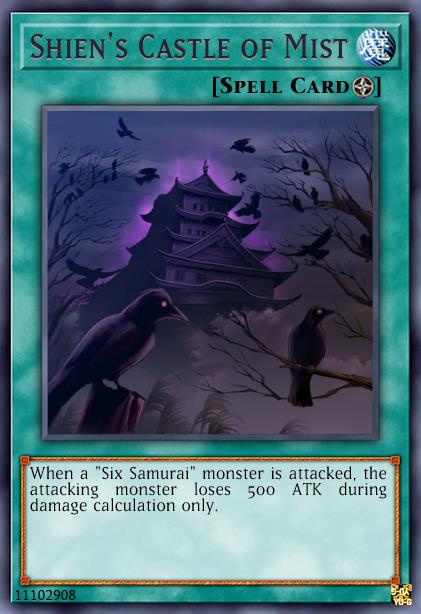 Shien's Castle of Mist
[Spell Card]
When a "Six Samurai" monster is attacked, the
attacking monster loses 500 ATK during
damage calculation only.
11102908